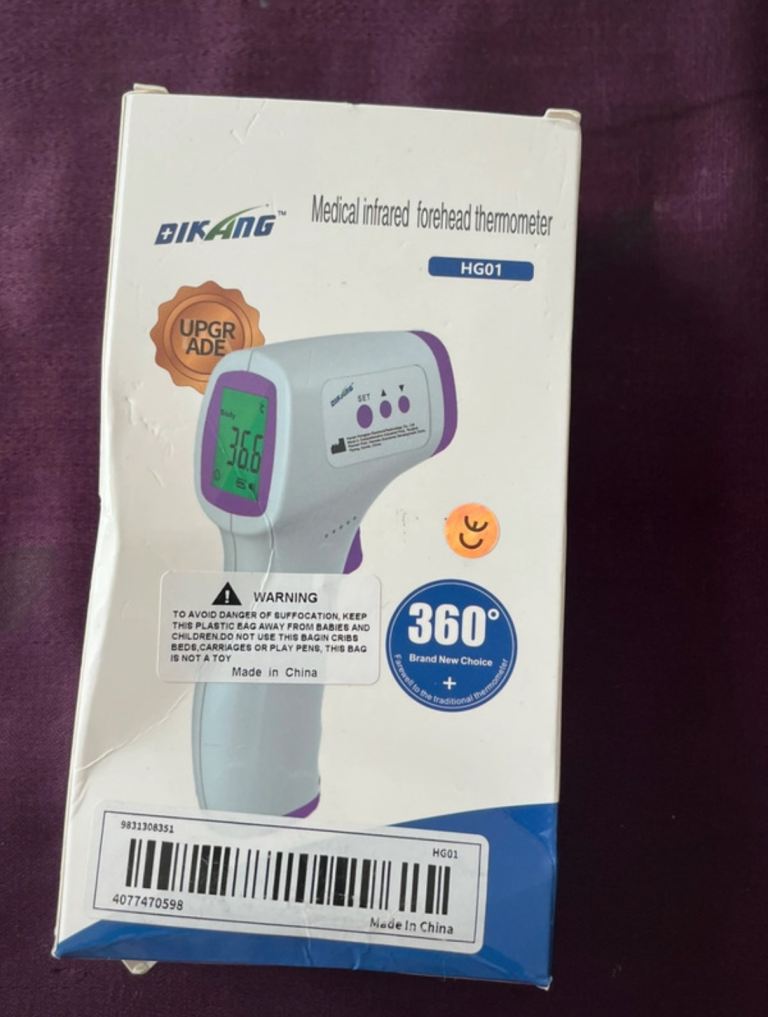 DIKANG™
Medical infrared forehead thermometer
HG01
UPGR
ADE
Body °C
36.6
DIKANG
SET ▲ ▼
CE
WARNING
TO AVOID DANGER OF SUFFOCATION, KEEP
THIS PLASTIC BAG AWAY FROM BABIES AND
CHILDREN.DO NOT USE THIS BAGIN CRIBS
BEDS,CARRIAGES OR PLAY PENS, THIS BAG
IS NOT A TOY
Made in China
360°
Brand New Choice
+
Farewell to the traditional thermometer
9831308351
HG01
4077470598
Made In China